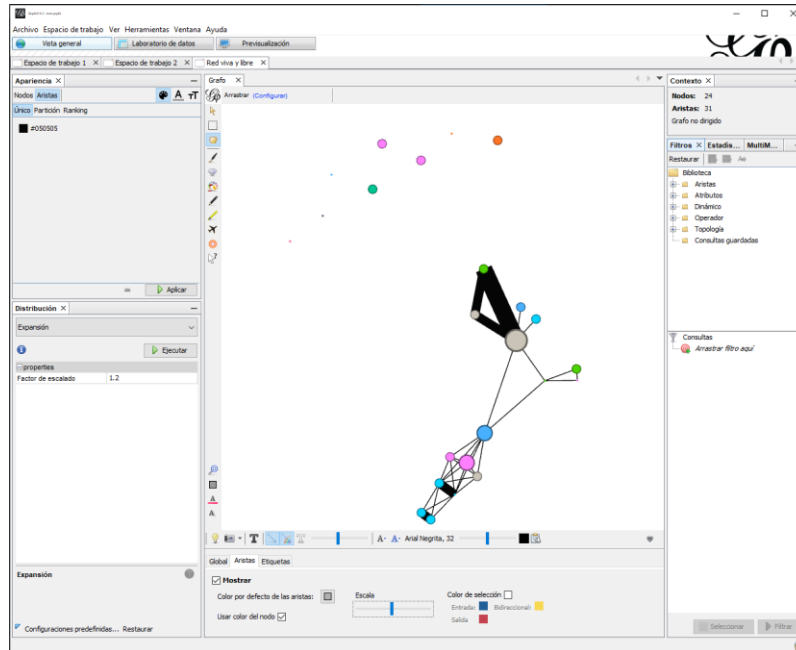 Archivo Espacio de trabajo Ver Herramientas Ventana Ayuda
Vista general Laboratorio de datos Previsualización
Espacio de trabajo 1 Espacio de trabajo 2 Red viva y libre
Apariencia
Nodos Aristas
Único Partición Ranking
#050505
Aplicar
Distribución
Expansión
Ejecutar
properties
Factor de escalado 1.2
Expansión
Configuraciones predefinidas... Restaurar
Grafo
Arrastrar (Configurar)
Arial Negrita, 32
Global Aristas Etiquetas
Mostrar
Color por defecto de las aristas:
Usar color del nodo
Escala
Color de selección
Entrada: Bidireccional:
Salida
Contexto
Nodos: 24
Aristas: 31
Grafo no dirigido
Filtros Estadís... MultiM...
Restaurar
Biblioteca
Aristas
Atributos
Dinámico
Operador
Topología
Consultas guardadas
Consultas
Arrastrar filtro aquí
Seleccionar Filtrar